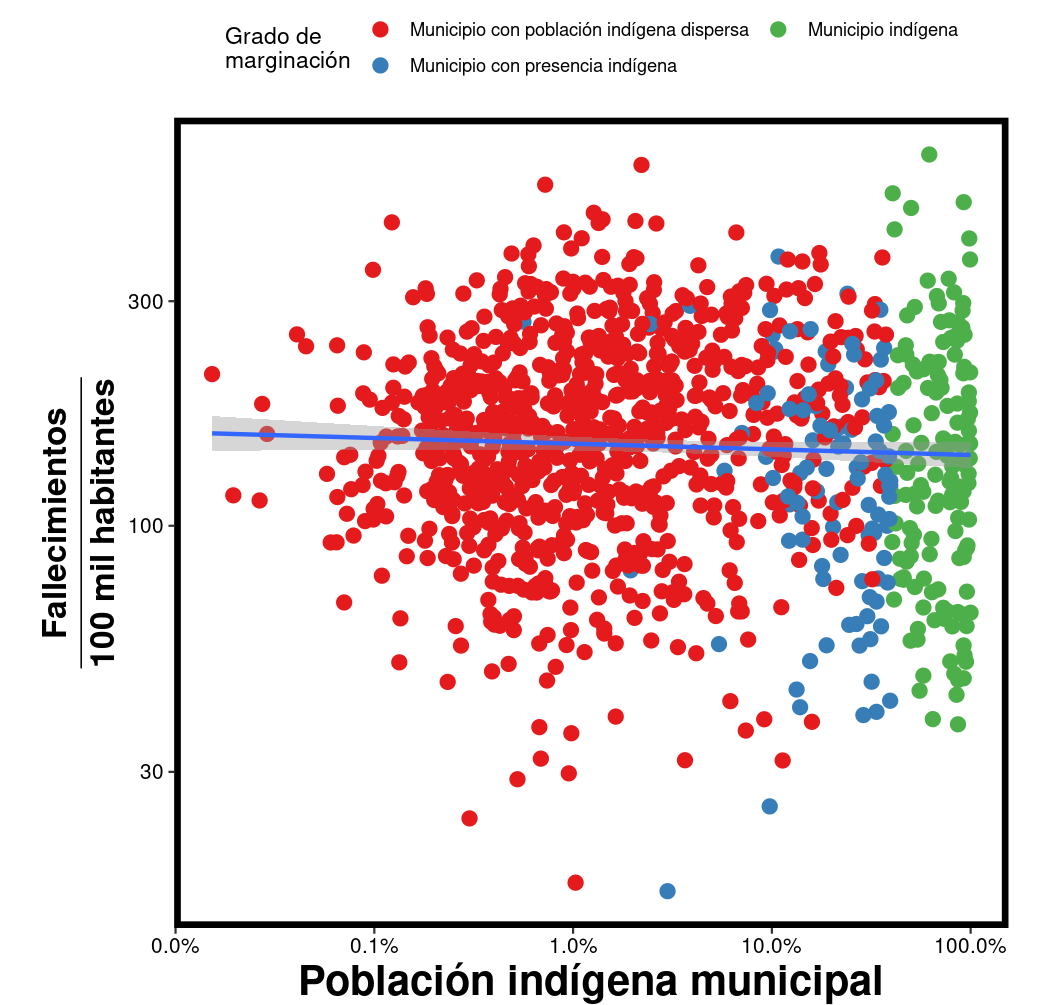 Grado de
marginación
Municipio con población indígena dispersa
Municipio indígena
Municipio con presencia indígena
Fallecimientos
100 mil habitantes
300
100
30
0.0%
0.1%
1.0%
10.0%
100.0%
Población indígena municipal